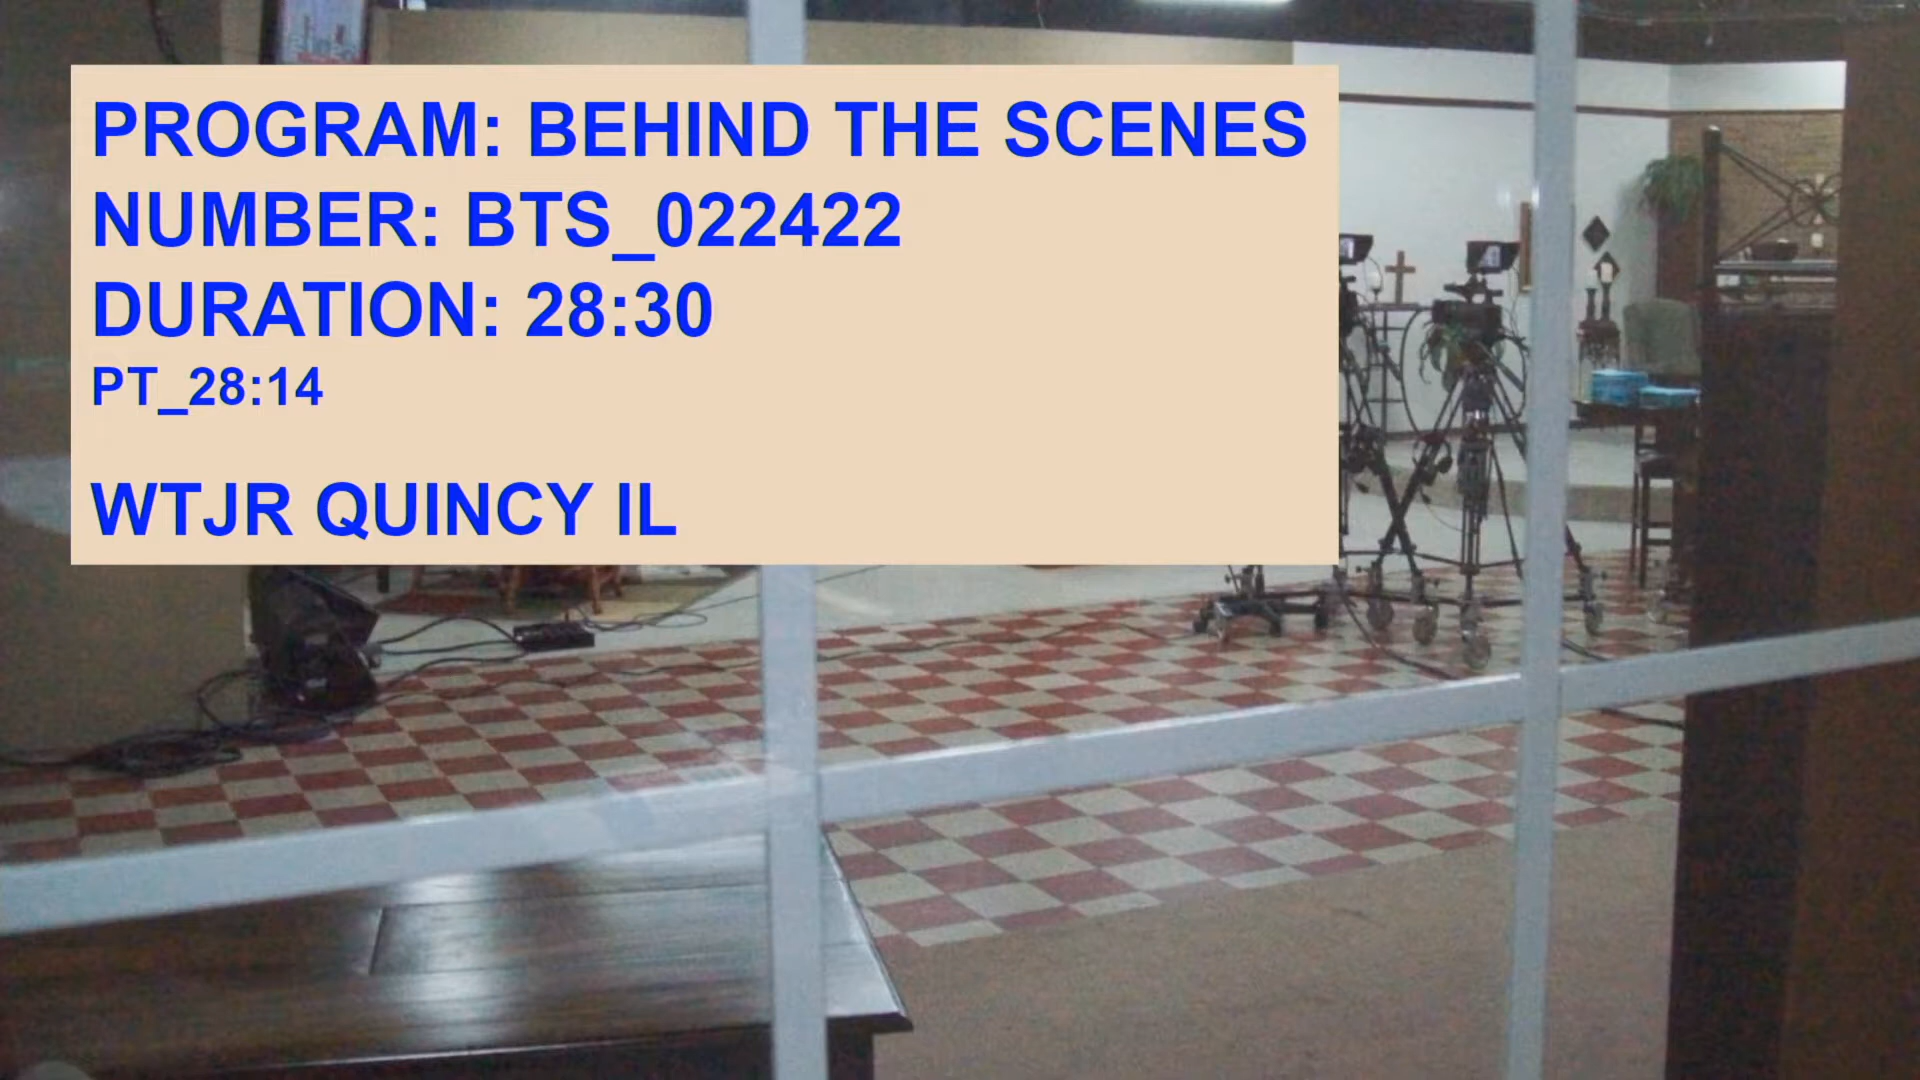 PROGRAM: BEHIND THE SCENES
NUMBER: BTS_022422
DURATION: 28:30
PT_28:14
WTJR QUINCY IL